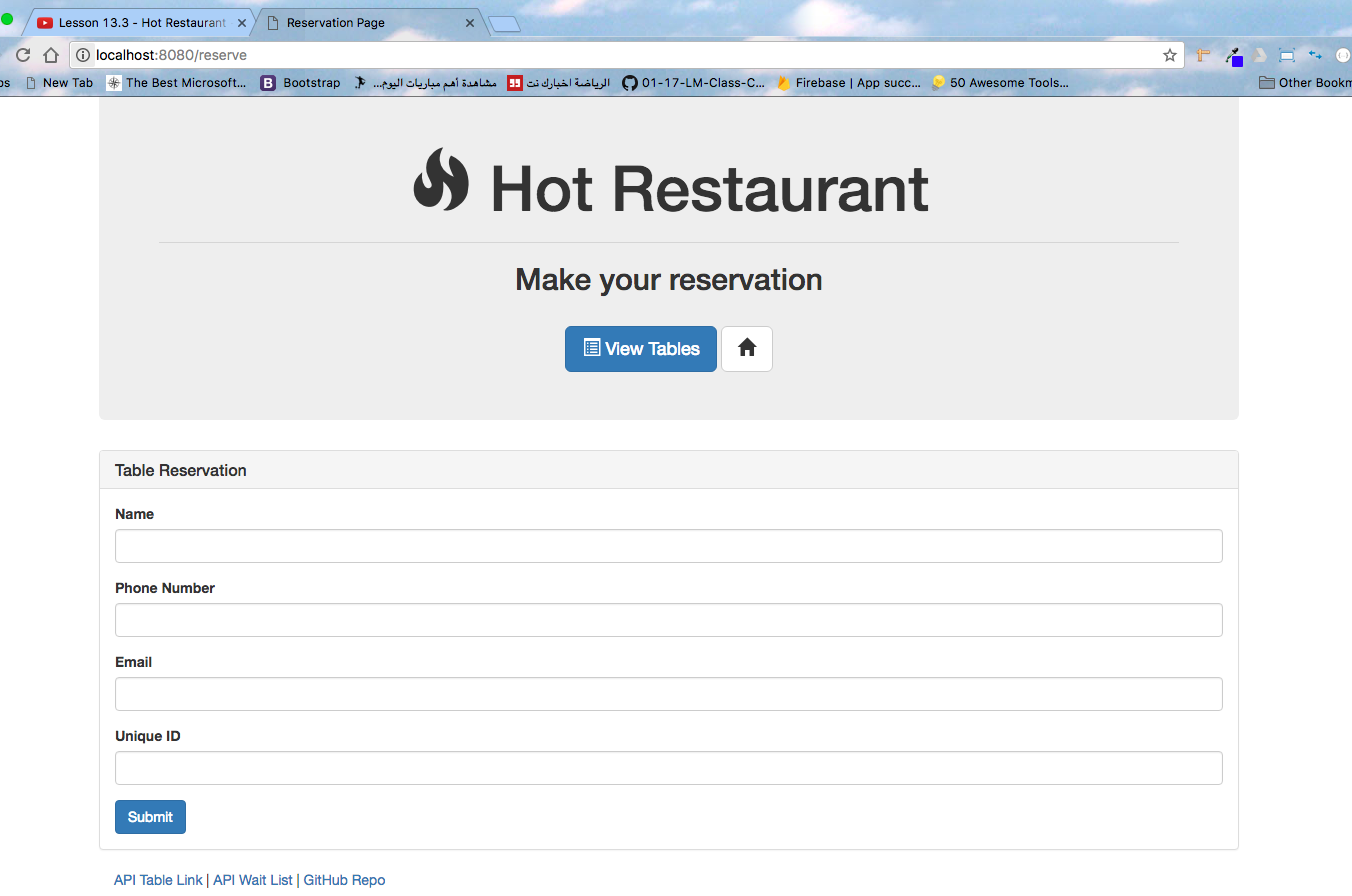 Lesson 13.3 - Hot Restaurant
Reservation Page
localhost:8080/reserve
New Tab
The Best Microsoft...
Bootstrap
مشاهدة أهم مباريات اليوم...
الرياضة اخبارك نت
01-17-LM-Class-C...
Firebase | App succ...
50 Awesome Tools...
Other Bookm
Hot Restaurant
Make your reservation
View Tables
Table Reservation
Name
Phone Number
Email
Unique ID
Submit
API Table Link | API Wait List | GitHub Repo